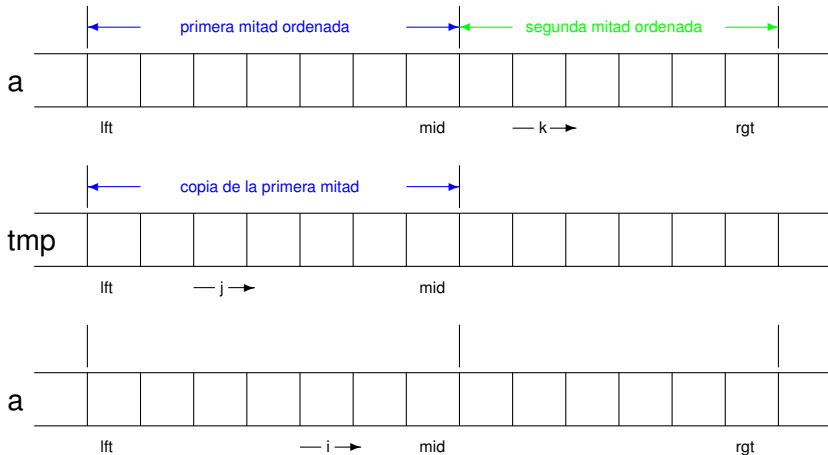 primera mitad ordenada segunda mitad ordenada
a
lft mid k rgt
copia de la primera mitad
tmp
lft j mid
a
lft i mid rgt